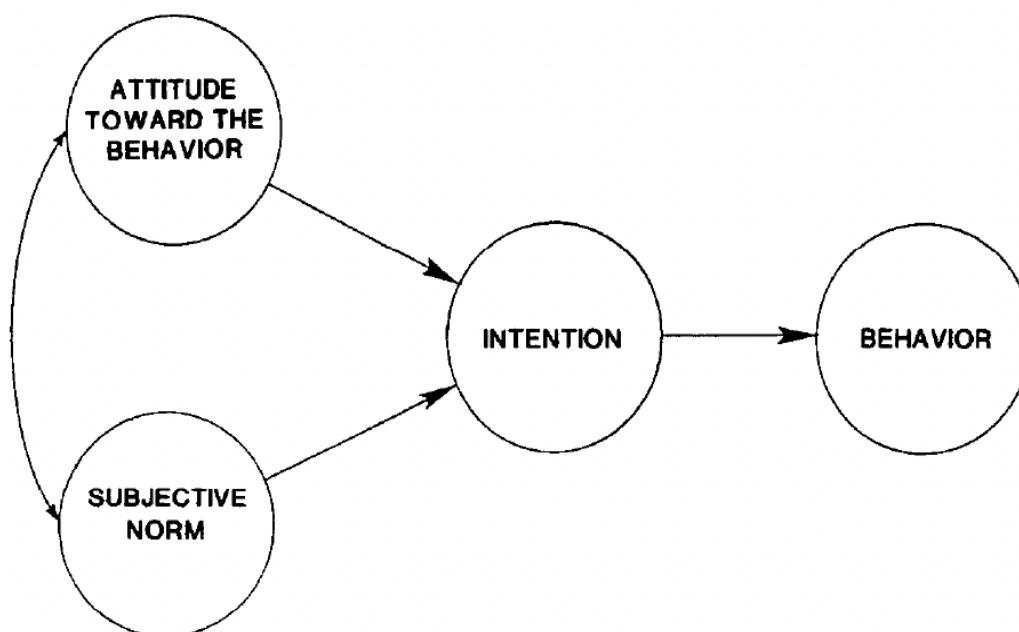 ATTITUDE
TOWARD THE
BEHAVIOR
INTENTION
BEHAVIOR
SUBJECTIVE
NORM